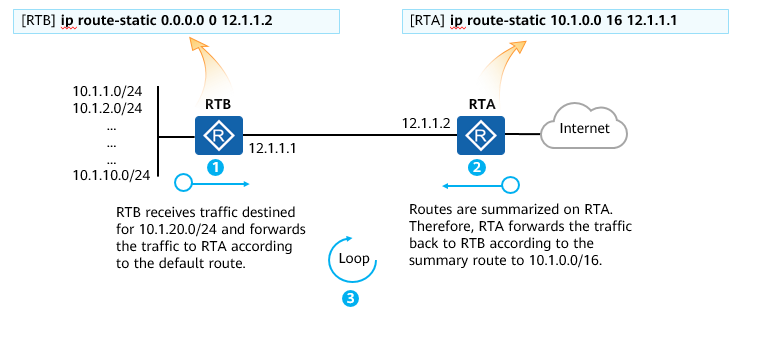 [RTB] ip route-static 0.0.0.0 0 12.1.1.2
[RTA] ip route-static 10.1.0.0 16 12.1.1.1
10.1.1.0/24
10.1.2.0/24
...
...
...
10.1.10.0/24
RTB
R
12.1.1.1
1
RTA
12.1.1.2
R
2
Internet
RTB receives traffic destined
for 10.1.20.0/24 and forwards
the traffic to RTA according
to the default route.
Routes are summarized on RTA.
Therefore, RTA forwards the traffic
back to RTB according to the
summary route to 10.1.0.0/16.
Loop
3